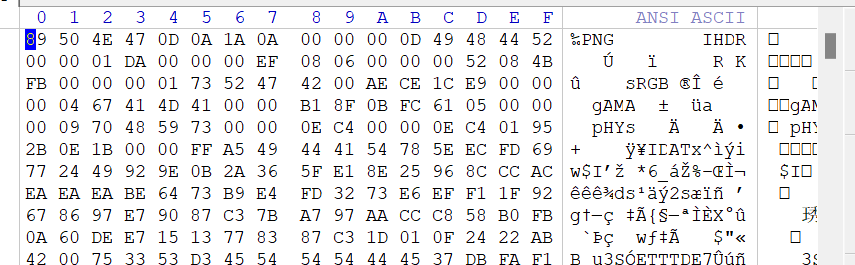 0 1 2 3 4 5 6 7 8 9 A B C D E F ANSI ASCII
89 50 4E 47 0D 0A 1A 0A 00 00 00 0D 49 48 44 52 ‰PNG IHDR
00 00 01 DA 00 00 00 EF 08 06 00 00 00 52 08 4B Ú ï R K
FB 00 00 00 01 73 52 47 42 00 AE CE 1C E9 00 00 û sRGB ®Î é
00 04 67 41 4D 41 00 00 B1 8F 0B FC 61 05 00 00 gAMA ± üa gAM
00 09 70 48 59 73 00 00 0E C4 00 00 0E C4 01 95 pHYs Ä Ä • pHY
2B 0E 1B 00 00 FF A5 49 44 41 54 78 5E EC FD 69 + ÿ¥IDATx^ìýi
77 24 49 92 9E 0B 2A 36 5F E1 8E 25 96 8C CC AC w$I’ž *6_áŽ%–ŒÌ¬ $I
EA EA EA BE 64 73 B9 E4 FD 32 73 E6 EF F1 1F 92 êêê¾ds¹äý2sæïñ ’
67 86 97 E7 90 87 C3 7B A7 97 AA CC C8 58 B0 FB g†—ç ‡Ã{§—ªÌÈX°û
0A 60 DE E7 15 13 77 83 87 C3 1D 01 0F 24 22 AB `Þç wƒ‡Ã $"«
42 00 75 33 53 D3 45 54 54 54 44 45 37 DB FA F1 B u3SÓETTTDE7Ûúñ 3S